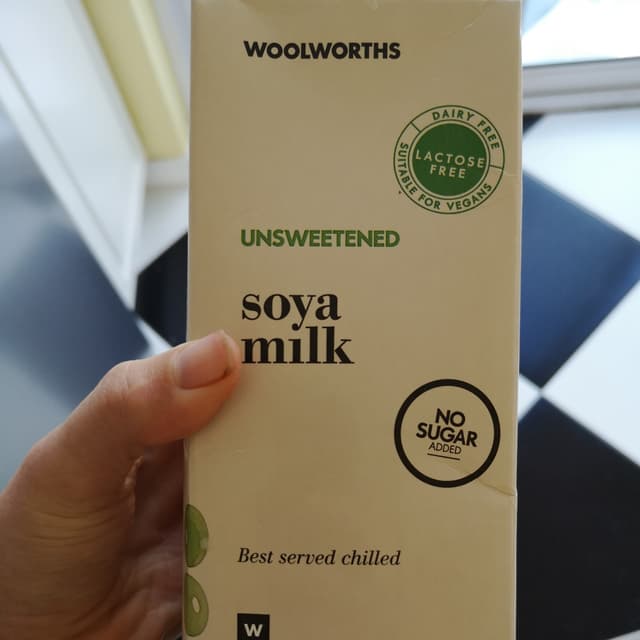 WOOLWORTHS
DAIRY FREE
LACTOSE
FREE
SUITABLE FOR VEGANS
UNSWEETENED
soya
milk
NO
SUGAR
ADDED
Best served chilled
W